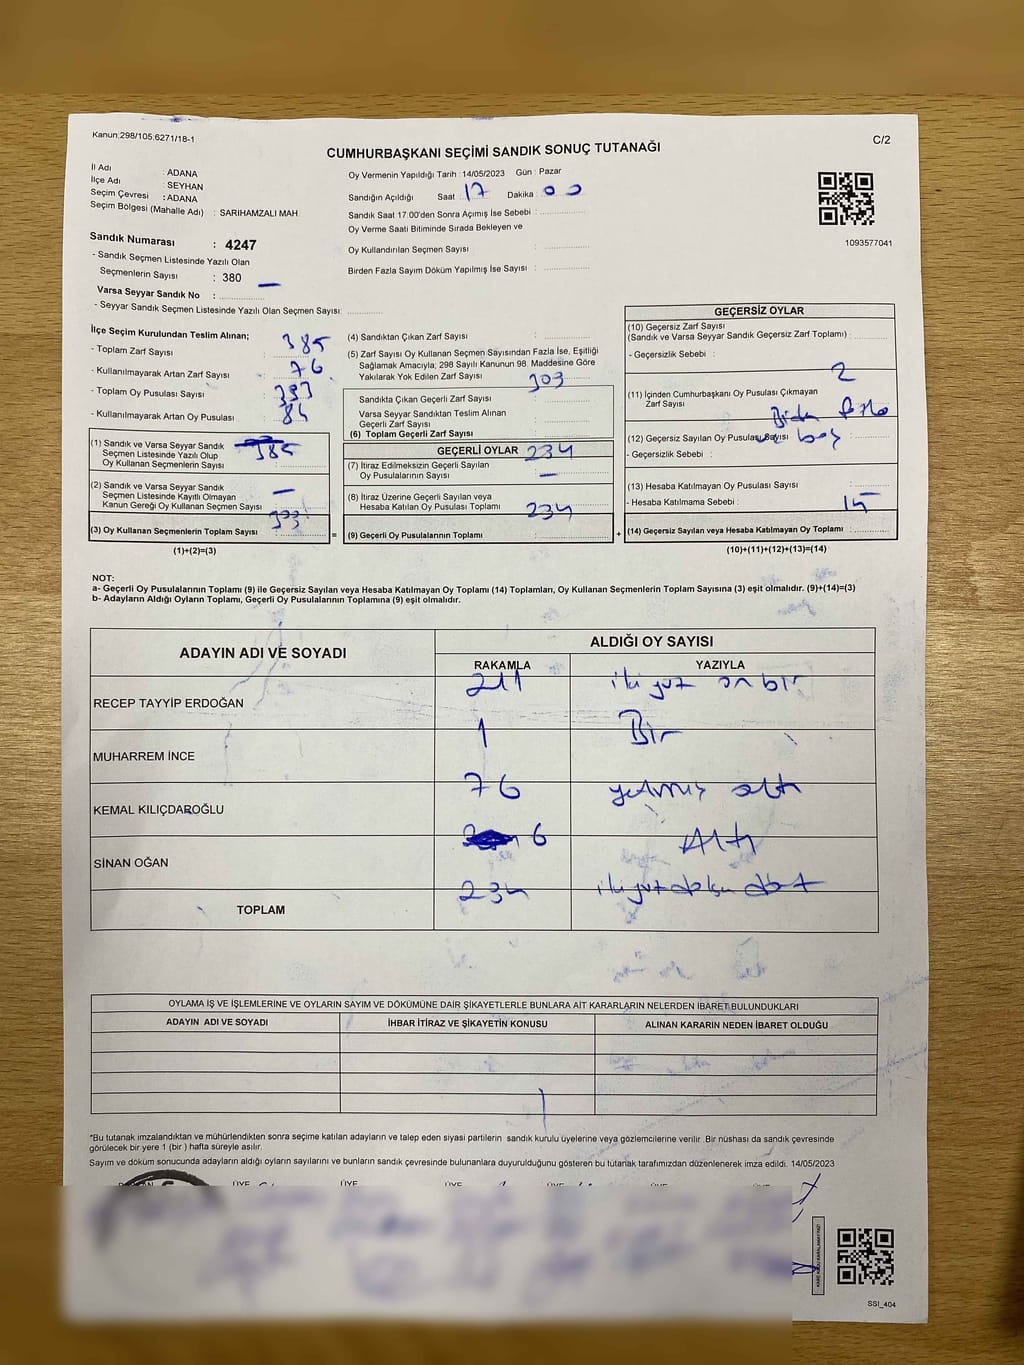 Kanun:298/105;6271/18-1
C/2
CUMHURBAŞKANI SEÇİMİ SANDIK SONUÇ TUTANAĞI
İl Adı : ADANA
İlçe Adı : SEYHAN
Seçim Çevresi : ADANA
Seçim Bölgesi (Mahalle Adı) : SARIHAMZALI MAH.
Sandık Numarası : 4247
- Sandık Seçmen Listesinde Yazılı Olan
Seçmenlerin Sayısı : 380
Varsa Seyyar Sandık No :
- Seyyar Sandık Seçmen Listesinde Yazılı Olan Seçmen Sayısı:
Oy Vermenin Yapıldığı Tarih : 14/05/2023 Gün : Pazar
Sandığın Açıldığı Saat : 17 Dakika : 00
Sandık Saat 17.00'den Sonra Açımış İse Sebebi :
Oy Verme Saati Bitiminde Sırada Bekleyen ve
Oy Kullandırılan Seçmen Sayısı :
Birden Fazla Sayım Döküm Yapılmış İse Sayısı :
1093577041
İlçe Seçim Kurulundan Teslim Alınan;
- Toplam Zarf Sayısı : 385
- Kullanılmayarak Artan Zarf Sayısı : 76
- Toplam Oy Pusulası Sayısı :
- Kullanılmayarak Artan Oy Pusulası : 84
(1) Sandık ve Varsa Seyyar Sandık
Seçmen Listesinde Yazılı Olup
Oy Kullanan Seçmenlerin Sayısı :
(2) Sandık ve Varsa Seyyar Sandık
Seçmen Listesinde Kayıtlı Olmayan
Kanun Gereği Oy Kullanan Seçmen Sayısı : —
(3) Oy Kullanan Seçmenlerin Toplam Sayısı :
(1)+(2)=(3)
(4) Sandıktan Çıkan Zarf Sayısı :
(5) Zarf Sayısı Oy Kullanan Seçmen Sayısından Fazla İse, Eşitliği
Sağlamak Amacıyla; 298 Sayılı Kanunun 98. Maddesine Göre
Yakılarak Yok Edilen Zarf Sayısı : 303
Sandıkta Çıkan Geçerli Zarf Sayısı :
Varsa Seyyar Sandıktan Teslim Alınan
Geçerli Zarf Sayısı :
(6) Toplam Geçerli Zarf Sayısı :
GEÇERLİ OYLAR 234
(7) İtiraz Edilmeksizin Geçerli Sayılan
Oy Pusulalarının Sayısı : —
(8) İtiraz Üzerine Geçerli Sayılan veya
Hesaba Katılan Oy Pusulası Toplamı : 234
(9) Geçerli Oy Pusulalarının Toplamı :
GEÇERSİZ OYLAR
(10) Geçersiz Zarf Sayısı
(Sandık ve Varsa Seyyar Sandık Geçersiz Zarf Toplamı) :
- Geçersizlik Sebebi :
2
(11) İçinden Cumhurbaşkanı Oy Pusulası Çıkmayan
Zarf Sayısı :
(12) Geçersiz Sayılan Oy Pusulası Sayısı : ve boş
- Geçersizlik Sebebi :
(13) Hesaba Katılmayan Oy Pusulası Sayısı :
- Hesaba Katılmama Sebebi : 15
(14) Geçersiz Sayılan veya Hesaba Katılmayan Oy Toplamı :
(10)+(11)+(12)+(13)=(14)
NOT:
a- Geçerli Oy Pusulalarının Toplamı (9) ile Geçersiz Sayılan veya Hesaba Katılmayan Oy Toplamı (14) Toplamları, Oy Kullanan Seçmenlerin Toplam Sayısına (3) eşit olmalıdır. (9)+(14)=(3)
b- Adayların Aldığı Oyların Toplamı, Geçerli Oy Pusulalarının Toplamına (9) eşit olmalıdır.
ADAYIN ADI VE SOYADI ALDIĞI OY SAYISI
RAKAMLA YAZIYLA
RECEP TAYYİP ERDOĞAN 211 iki yüz on bir
MUHARREM İNCE 1 Bir
KEMAL KILIÇDAROĞLU 76 yetmiş altı
SİNAN OĞAN 6 Altı
TOPLAM 234
OYLAMA İŞ VE İŞLEMLERİNE VE OYLARIN SAYIM VE DÖKÜMÜNE DAİR ŞİKAYETLERLE BUNLARA AİT KARARLARIN NELERDEN İBARET BULUNDUKLARI
ADAYIN ADI VE SOYADI İHBAR İTİRAZ VE ŞİKAYETİN KONUSU ALINAN KARARIN NEDEN İBARET OLDUĞU
*Bu tutanak imzalandıktan ve mühürlendikten sonra seçime katılan adayların ve talep eden siyasi partilerin sandık kurulu üyelerine veya gözlemcilerine verilir. Bir nüshası da sandık çevresinde
görülecek bir yere 1 (bir ) hafta süreyle asılır.
Sayım ve döküm sonucunda adayların aldığı oyların sayılarını ve bunların sandık çevresinde bulunanlara duyurulduğunu gösteren bu tutanak tarafımızdan düzenlenerek imza edildi. 14/05/2023
ÜYE ÜYE ÜYE ÜYE ÜYE ÜYE
SSI_404